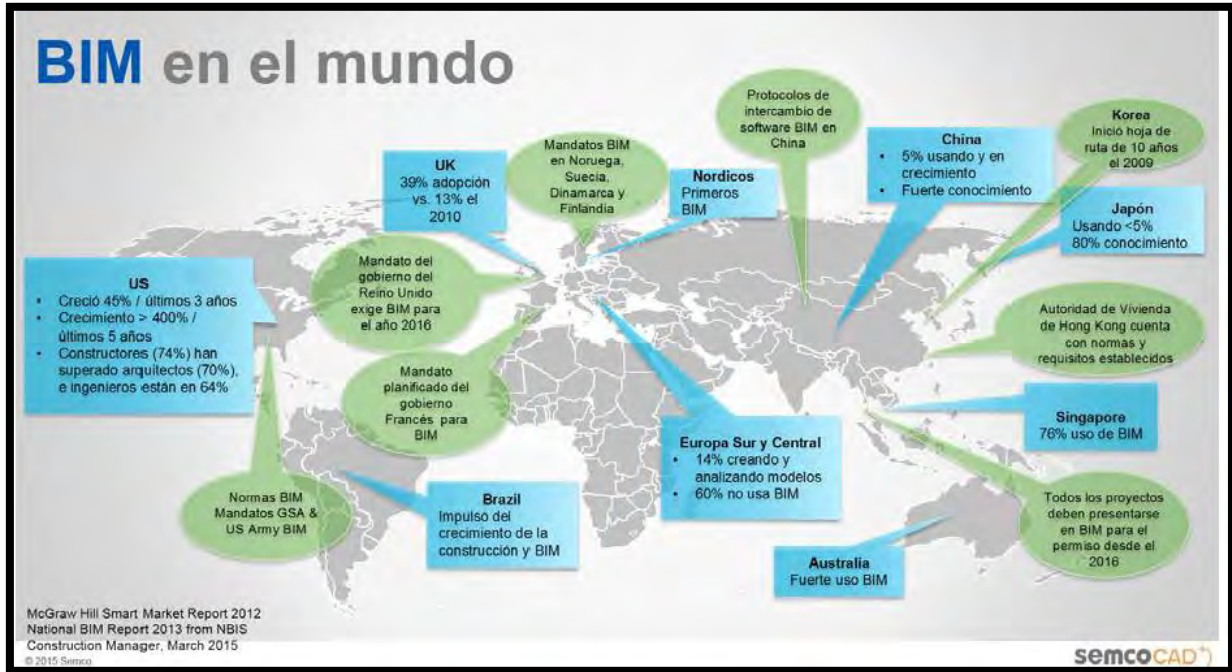 BIM en el mundo
UK
39% adopción
vs. 13% el
2010
Mandatos BIM
en Noruega,
Suecia,
Dinamarca y
Finlandia
Nordicos
Primeros
BIM
Protocolos de
intercambio de
software BIM en
China
China
• 5% usando y en
crecimiento
• Fuerte conocimiento
Korea
Inició hoja de
ruta de 10 años
el 2009
Japón
Usando <5%
80% conocimiento
US
• Creció 45% / últimos 3 años
• Crecimiento > 400% /
últimos 5 años
• Constructores (74%) han
superado arquitectos (70%),
e ingenieros están en 64%
Mandato del
gobierno del
Reino Unido
exige BIM para
el año 2016
Mandato
planificado del
gobierno
Francés para
BIM
Autoridad de Vivienda
de Hong Kong cuenta
con normas y
requisitos establecidos
Singapore
76% uso de BIM
Europa Sur y Central
• 14% creando y
analizando modelos
• 60% no usa BIM
Normas BIM
Mandatos GSA &
US Army BIM
Brazil
Impulso del
crecimiento de la
construcción y BIM
Todos los proyectos
deben presentarse
en BIM para el
permiso desde el
2016
Australia
Fuerte uso BIM
McGraw Hill Smart Market Report 2012
National BIM Report 2013 from NBIS
Construction Manager, March 2015
© 2015 Semco
semcoCAD